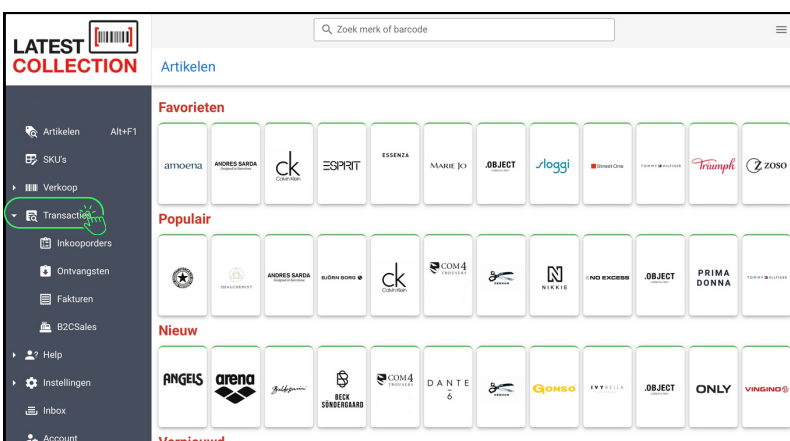 LATEST
COLLECTION
Zoek merk of barcode
Artikelen
Artikelen Alt+F1
SKU's
Verkoop
Transacties
Inkooporders
Ontvangsten
Fakturen
B2CSales
Help
Instellingen
Inbox
Account
Favorieten
amoena
ANDRES SARDA
ck
Calvin Klein
ESPRIT
ESSENZA
MARIE JO
.OBJECT
sloggi
Street One
TOMMY HILFIGER
Triumph
Z ZOSO
Populair
ANDRES SARDA
BJÖRN BORG
ck
Calvin Klein
COM4
TROUSERS
NIKKIE
NO EXCESS
.OBJECT
PRIMA
DONNA
TOMMY HILFIGER
Nieuw
ANGELS
arena
BECK
SÖNDERGAARD
COM4
TROUSERS
DANTE
6
GONSO
IVYBELLA
.OBJECT
ONLY
VINGINO
Vernieuwd